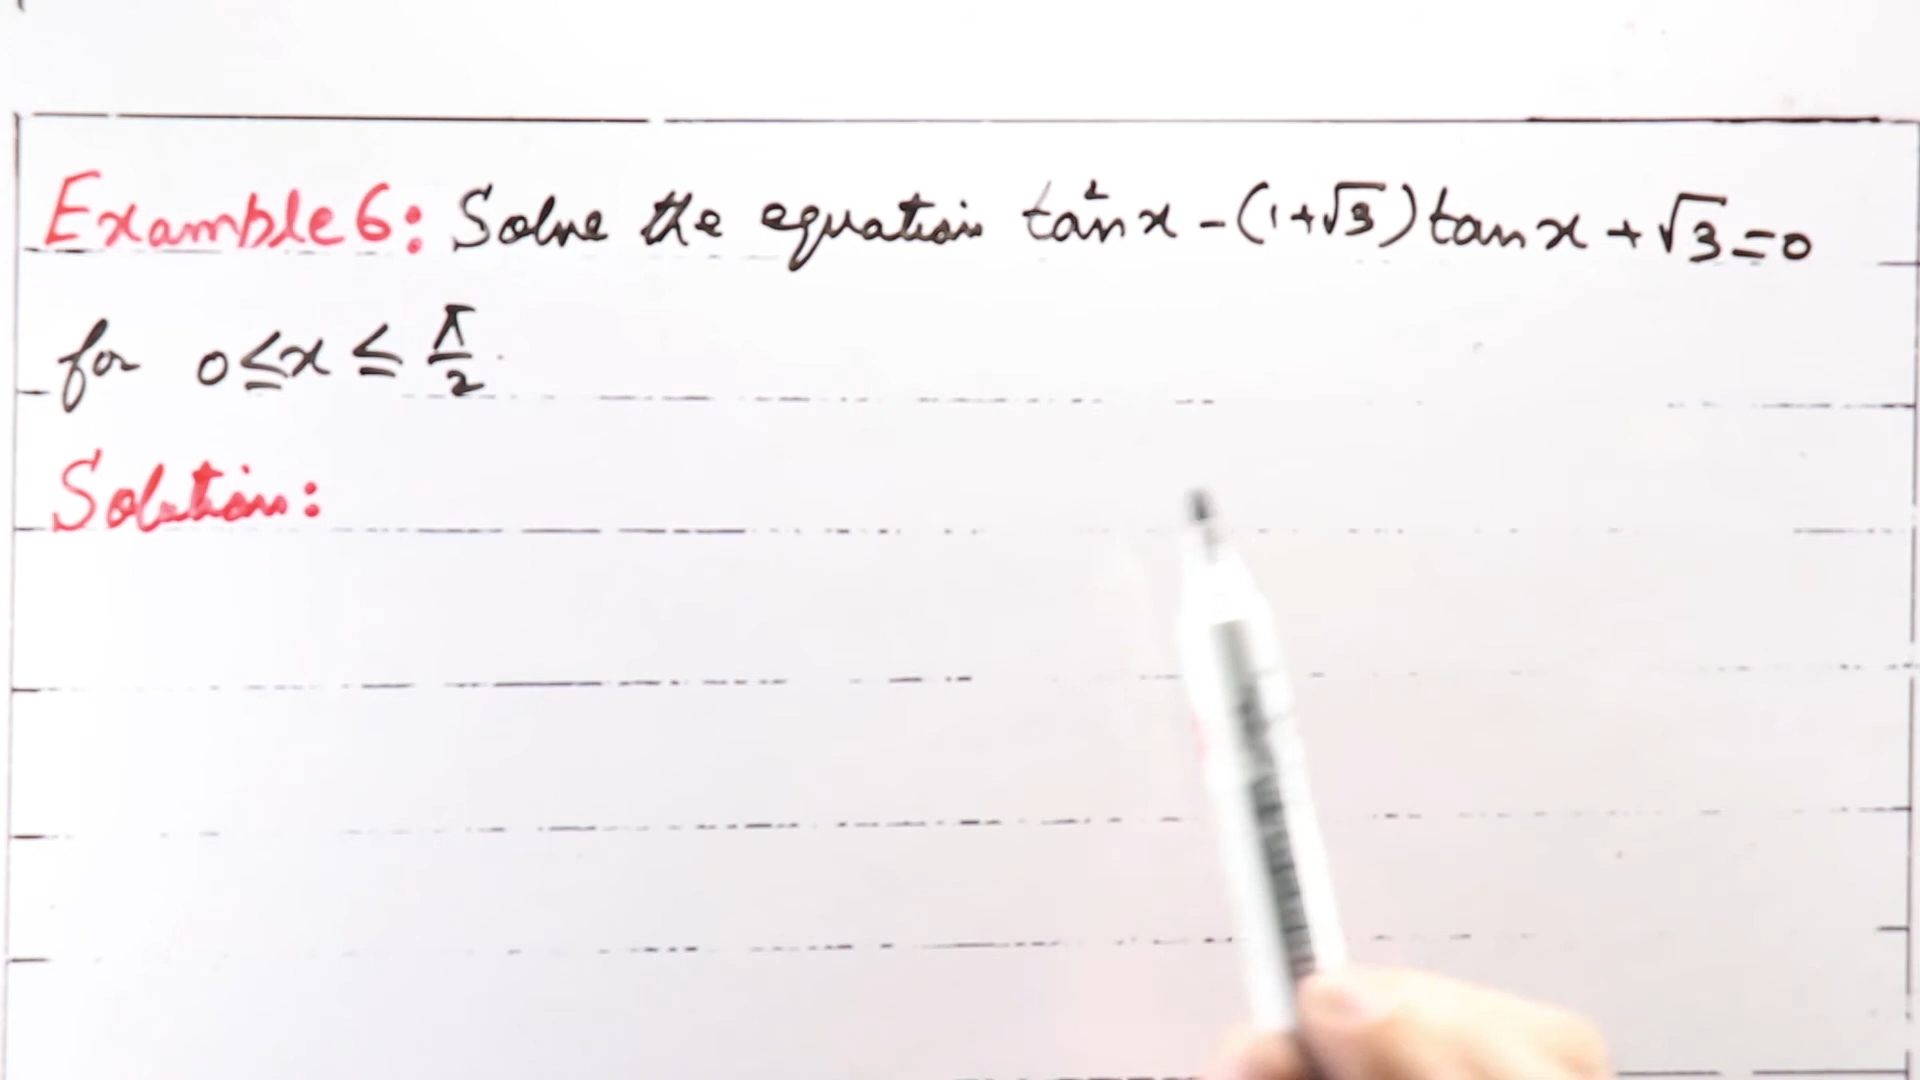 Example 6: Solve the equation tan²x - (1+√3) tan x + √3 = 0
for 0 ≤ x ≤ π/2.
Solution: